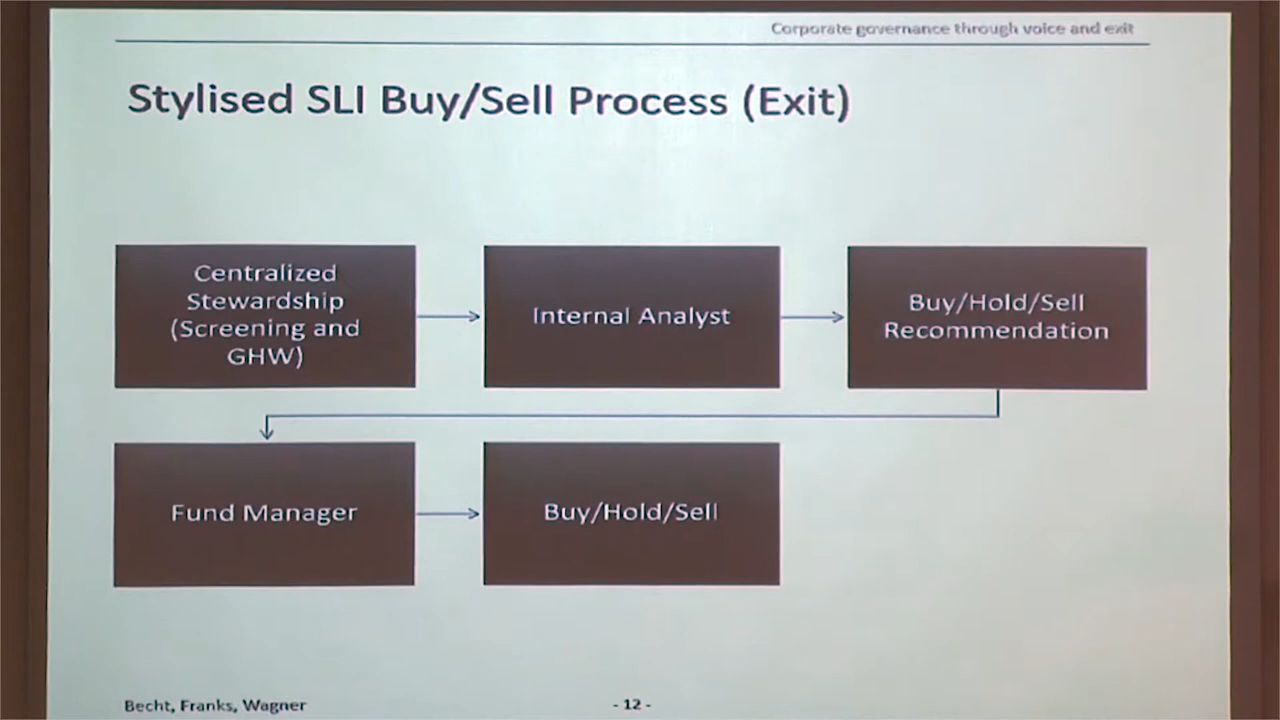 Corporate governance through voice and exit
Stylised SLI Buy/Sell Process (Exit)
Centralized
Stewardship
(Screening and
GHW)
Internal Analyst
Buy/Hold/Sell
Recommendation
Fund Manager
Buy/Hold/Sell
Becht, Franks, Wagner
- 12 -